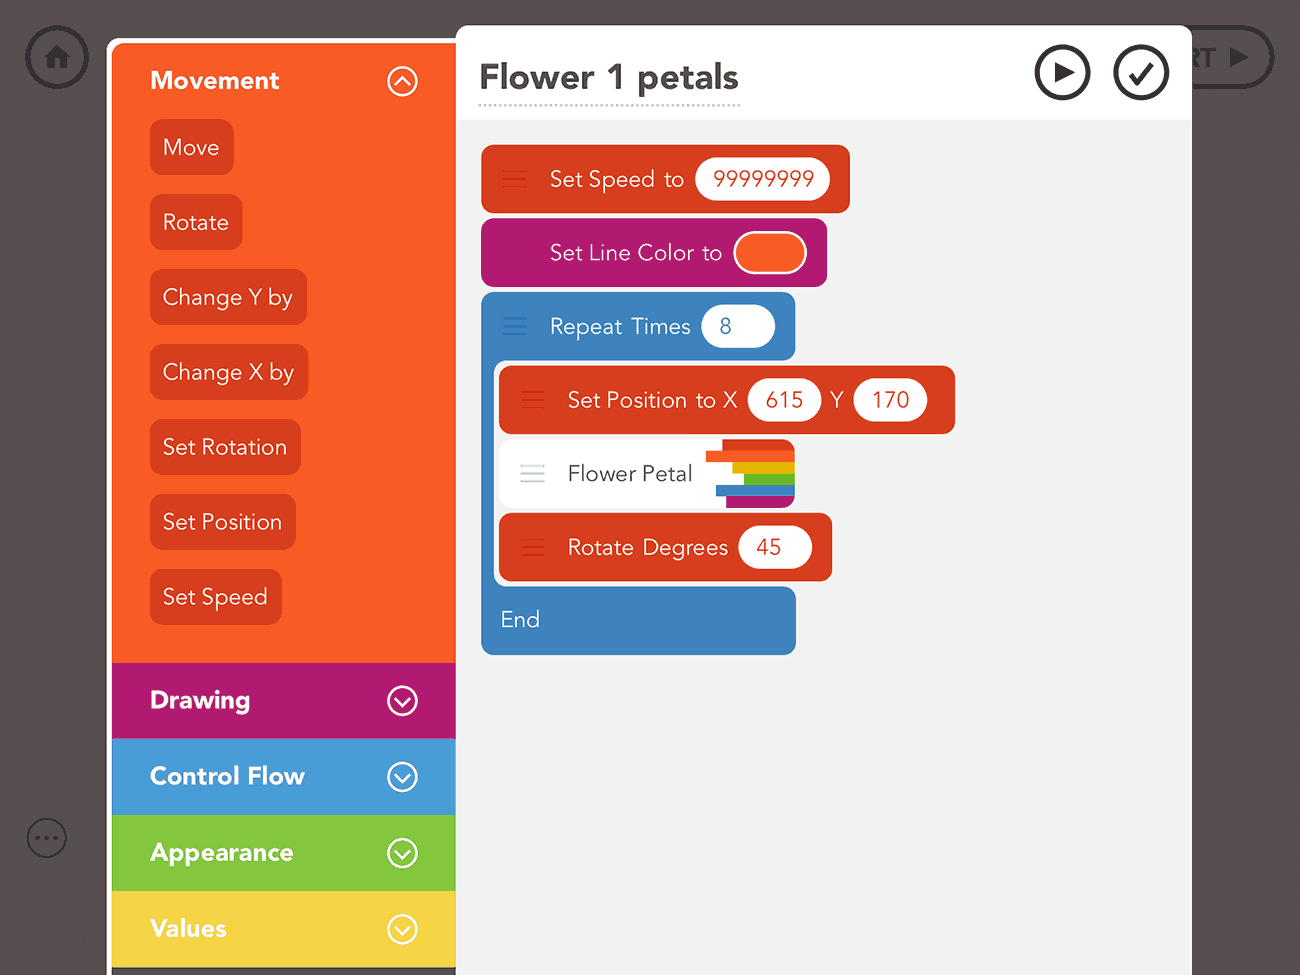 Movement
Move
Rotate
Change Y by
Change X by
Set Rotation
Set Position
Set Speed
Drawing
Control Flow
Appearance
Values
Flower 1 petals
Set Speed to 99999999
Set Line Color to
Repeat Times 8
Set Position to X 615 Y 170
Flower Petal
Rotate Degrees 45
End